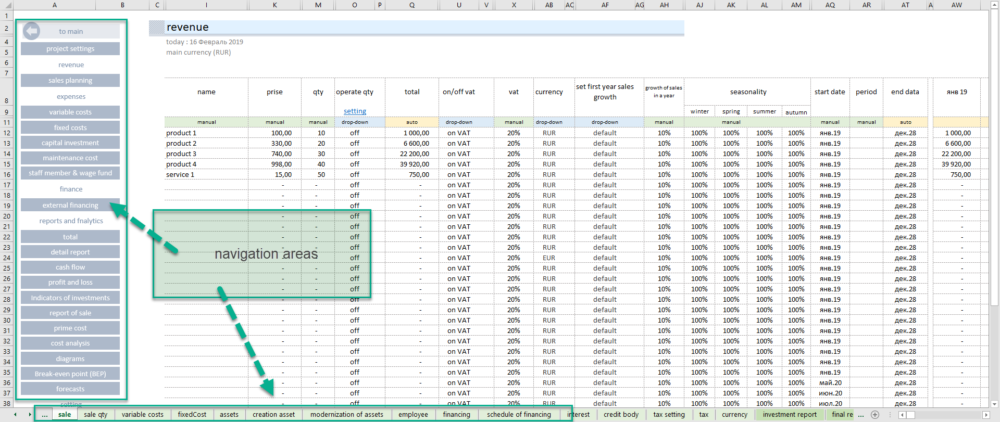 A B C I K M O P Q U V X AB AC AF AG AH AJ AK AL AM AQ AR AT A AW
1
2 revenue
4 today : 16 Февраль 2019
5 main currency (RUR)
6
7
8 name prise qty operate qty total on/off vat vat currency set first year sales growth growth of sales in a year seasonality start date period end data янв 19
9 setting winter spring summer autumn
11 manual manual manual drop-down auto drop-down manual drop-down drop-down manual manual manual manual auto
12 product 1 100,00 10 off 1 000,00 on VAT 20% RUR default 10% 100% 100% 100% 100% янв.19 дек.28 1 000,00
13 product 2 330,00 20 off 6 600,00 on VAT 20% RUR default 10% 100% 100% 100% 100% янв.19 дек.28 6 600,00
14 product 3 740,00 30 off 22 200,00 on VAT 20% RUR default 10% 100% 100% 100% 100% янв.19 дек.28 22 200,00
15 product 4 998,00 40 off 39 920,00 on VAT 20% RUR default 10% 100% 100% 100% 100% янв.19 дек.28 39 920,00
16 service 1 15,00 50 off 750,00 on VAT 20% RUR default 10% 100% 100% 100% 100% янв.19 дек.28 750,00
17 - - off - on VAT 20% RUR default 10% 100% 100% 100% 100% янв.19 дек.28 -
18 - - off - on VAT 20% RUR default 10% 100% 100% 100% 100% янв.19 дек.28 -
19 - - off - on VAT 20% RUR default 10% 100% 100% 100% 100% янв.19 дек.28 -
20 - - off - on VAT 20% RUR default 10% 100% 100% 100% 100% янв.19 дек.28 -
21 - - off - on VAT 20% RUR default 10% 100% 100% 100% 100% янв.19 дек.28 -
22 - - off - on VAT 20% RUR default 10% 100% 100% 100% 100% янв.19 дек.28 -
23 - - off - on VAT 20% RUR default 10% 100% 100% 100% 100% янв.19 дек.28 -
24 - - off - on VAT 20% EUR default 10% 100% 100% 100% 100% янв.19 дек.28 -
25 - - off - on VAT 20% RUR default 10% 100% 100% 100% 100% янв.19 дек.28 -
26 - - off - on VAT 20% RUR default 10% 100% 100% 100% 100% янв.19 дек.28 -
27 - - off - on VAT 20% RUR default 10% 100% 100% 100% 100% янв.19 дек.28 -
28 - - off - on VAT 20% RUR default 10% 100% 100% 100% 100% янв.19 дек.28 -
29 - - off - on VAT 20% RUR default 10% 100% 100% 100% 100% янв.19 дек.28 -
30 - - off - on VAT 20% RUR default 10% 100% 100% 100% 100% янв.19 дек.28 -
31 - - off - on VAT 20% RUR default 10% 100% 100% 100% 100% янв.19 дек.28 -
32 - - off - on VAT 20% RUR default 10% 100% 100% 100% 100% янв.19 дек.28 -
33 - - off - on VAT 20% RUR default 10% 100% 100% 100% 100% янв.19 дек.28 -
34 - - off - on VAT 20% RUR default 10% 100% 100% 100% 100% янв.19 дек.28 -
35 - - off - on VAT 20% RUR default 10% 100% 100% 100% 100% янв.19 дек.28 -
36 - - off - on VAT 20% RUR default 10% 100% 100% 100% 100% май.20 дек.28 -
37 - - off - on VAT 20% RUR default 10% 100% 100% 100% 100% июн.20 дек.28 -
38 - - off - on VAT 20% RUR default 10% 100% 100% 100% 100% июл.20 дек.28 -
to main
project settings
revenue
sales planning
expenses
variable costs
fixed costs
capital investment
maintenance cost
staff member & wage fund
finance
external financing
reports and fnalytics
total
detail report
cash flow
profit and loss
Indicators of investments
report of sale
prime cost
cost analysis
diagrams
Break-even point (BEP)
forecasts
setting
navigation areas
... sale sale qty variable costs fixedCost assets creation asset modernization of assets employee financing schedule of financing interest credit body tax setting tax currency investment report final re ...